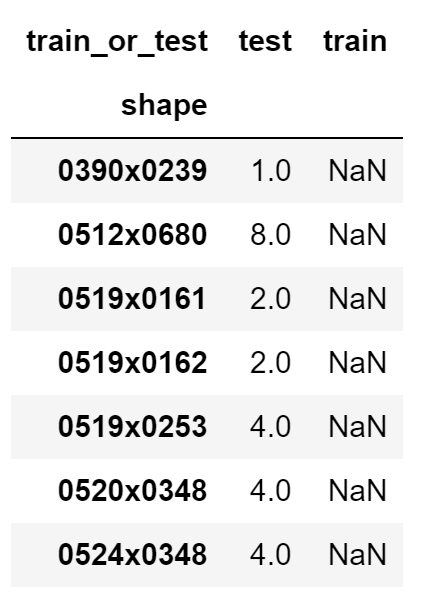 train_or_test test train
shape
0390x0239 1.0 NaN
0512x0680 8.0 NaN
0519x0161 2.0 NaN
0519x0162 2.0 NaN
0519x0253 4.0 NaN
0520x0348 4.0 NaN
0524x0348 4.0 NaN